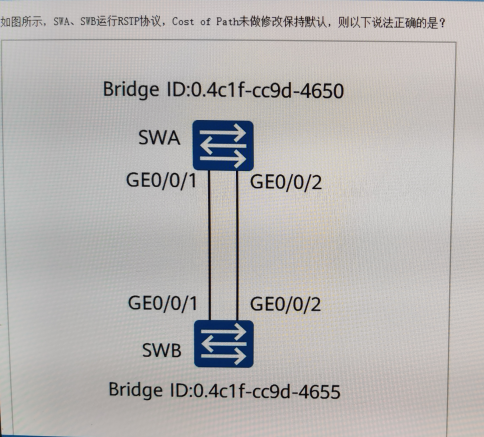 如图所示，SWA、SWB运行RSTP协议，Cost of Path未做修改保持默认，则以下说法正确的是？
Bridge ID:0.4c1f-cc9d-4650
SWA
GE0/0/1 GE0/0/2
GE0/0/1 GE0/0/2
SWB
Bridge ID:0.4c1f-cc9d-4655